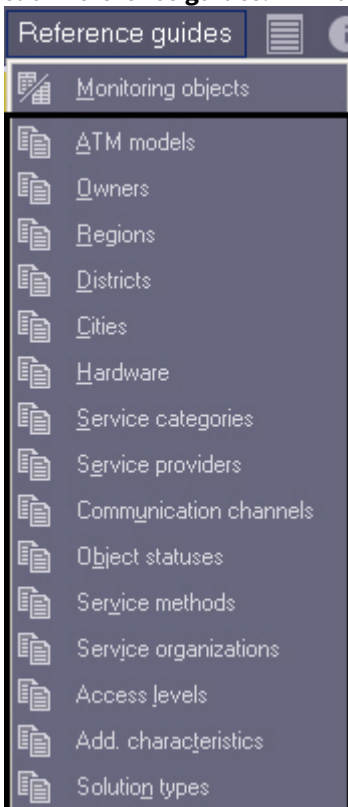 Reference guides
Monitoring objects
ATM models
Owners
Regions
Districts
Cities
Hardware
Service categories
Service providers
Communication channels
Object statuses
Service methods
Service organizations
Access levels
Add. characteristics
Solution types